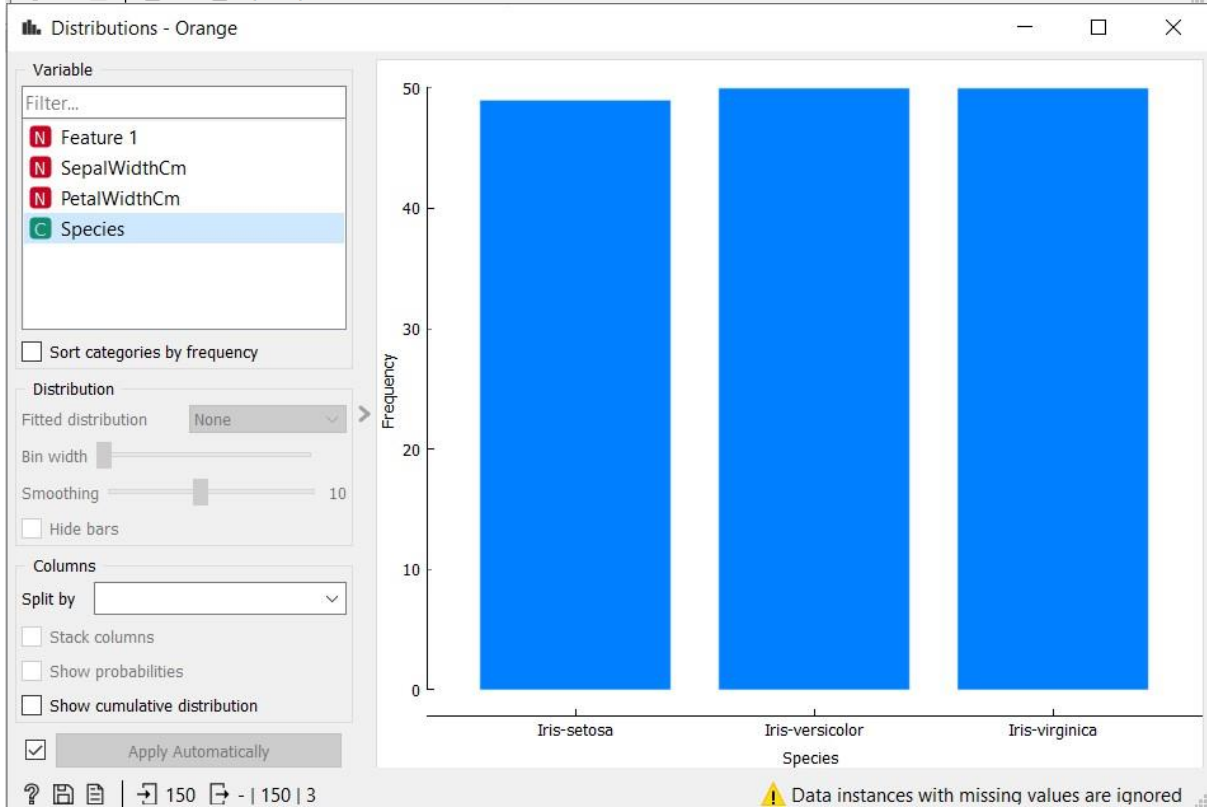 Distributions - Orange
Variable
Filter...
N Feature 1
N SepalWidthCm
N PetalWidthCm
C Species
Sort categories by frequency
Distribution
Fitted distribution None
Bin width
Smoothing 10
Hide bars
Columns
Split by
Stack columns
Show probabilities
Show cumulative distribution
Apply Automatically
? 150 - | 150 | 3
50
40
30
20
10
0
Frequency
Iris-setosa Iris-versicolor Iris-virginica
Species
Data instances with missing values are ignored